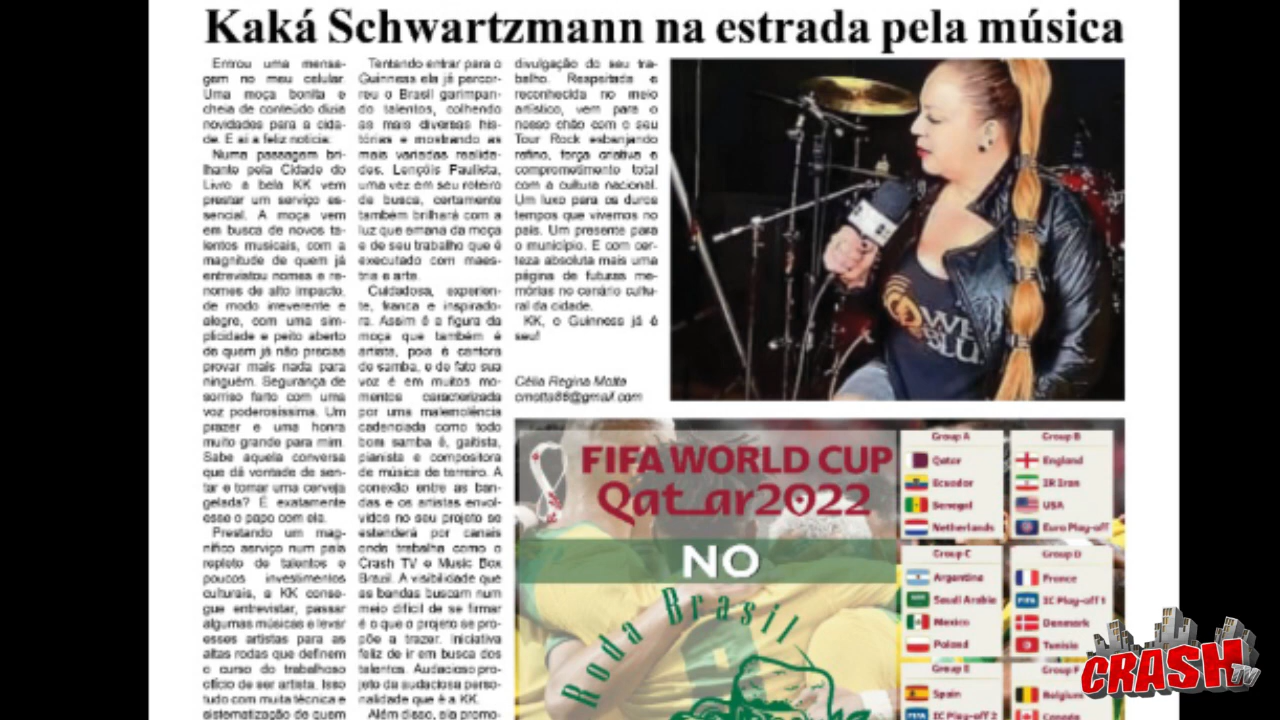 Kaká Schwartzmann na estrada pela música
Entrou uma mensa-
gem no meu celular.
Uma moça bonita e
cheia de conteúdo dizia
novidades para a cida-
de. E aí a feliz notícia.
Numa passagem bri-
lhante pela Cidade do
Livro a bela KK vem
prestar um serviço es-
sencial. A moça vem
em busca de novos ta-
lentos musicais, com a
magnitude de quem já
entrevistou nomes e re-
nomes de alto impacto,
de modo irreverente e
alegre, com uma sim-
plicidade e peito aberto
de quem já não precisa
provar mais nada para
ninguém. Segurança de
sorriso farto com uma
voz poderosíssima. Um
prazer e uma honra
muito grande para mim.
Sabe aquela conversa
que dá vontade de sen-
tar e tomar uma cerveja
gelada? É exatamente
esse o papo com ela.
Prestando um mag-
nífico serviço num país
repleto de talentos e
poucos investimentos
culturais, a KK conse-
gue entrevistar, passar
algumas músicas e levar
esses artistas para as
altas rodas que definem
o curso do trabalhoso
ofício de ser artista. Isso
tudo com muita técnica e
sistematização de quem
Tentando entrar para o
Guinness ela já percor-
reu o Brasil garimpan-
do talentos, colhendo
as mais diversas his-
tórias e mostrando as
mais variadas realida-
des. Lençóis Paulista,
uma vez em seu roteiro
de busca, certamente
também brilhará com a
luz que emana da moça
e de seu trabalho que é
executado com maes-
tria e arte.
Cuidadosa, experien-
te, franca e inspirado-
ra. Assim é a figura da
moça que também é
artista, pois é cantora
de samba, e de fato sua
voz é em muitos mo-
mentos caracterizada
por uma malemolência
cadenciada como todo
bom samba é, gaitista,
pianista e compositora
de música de terreiro. A
conexão entre as ban-
das e os artistas envol-
vidos no seu projeto se
estenderá por canais
onde trabalha como o
Crash TV e Music Box
Brazil. A visibilidade que
as bandas buscam num
meio difícil de se firmar
é o que o projeto se pro-
põe a trazer. Iniciativa
feliz de ir em busca dos
talentos. Audacioso pro-
jeto da audaciosa perso-
nalidade que é a KK.
Além disso, ela promo-
divulgação do seu tra-
balho. Respeitada e
reconhecida no meio
artístico, vem para o
nosso chão com o seu
Tour Rock esbanjando
refino, força criativa e
comprometimento total
com a cultura nacional.
Um luxo para os duros
tempos que vivemos no
país. Um presente para
o município. E com cer-
teza absoluta mais uma
página de futuras me-
mórias no cenário cultu-
ral da cidade.
KK, o Guinness já é
seu!
Célia Regina Motta
cmotta86@gmail.com
FIFA WORLD CUP
Qatar2022
NO
Roda Brasil
Group A
Qatar
Ecuador
Senegal
Netherlands
Group B
England
IR Iran
USA
Euro Play-off
Group C
Argentina
Saudi Arabia
Mexico
Poland
Group D
France
IC Play-off 1
Denmark
Tunisia
Group E
Spain
IC Play-off 2
Group F
Belgium
Canada
CRASH TV